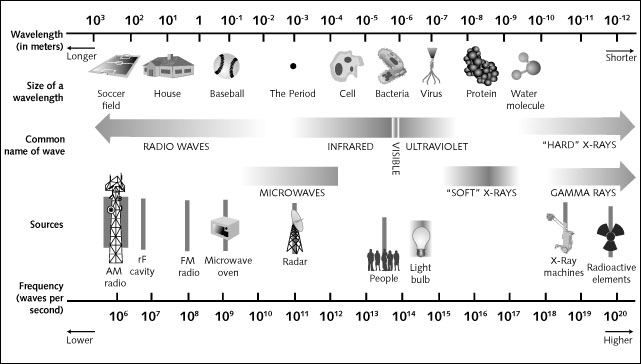 Wavelength
(in meters)
10³ 10² 10¹ 1 10⁻¹ 10⁻² 10⁻³ 10⁻⁴ 10⁻⁵ 10⁻⁶ 10⁻⁷ 10⁻⁸ 10⁻⁹ 10⁻¹⁰ 10⁻¹¹ 10⁻¹²
Longer
Shorter
Size of a
wavelength
Soccer
field
House
Baseball
The Period
Cell
Bacteria
Virus
Protein
Water
molecule
Common
name of wave
RADIO WAVES
INFRARED
VISIBLE
ULTRAVIOLET
“HARD” X-RAYS
MICROWAVES
“SOFT” X-RAYS
GAMMA RAYS
Sources
AM
radio
rF
cavity
FM
radio
Microwave
oven
Radar
People
Light
bulb
X-Ray
machines
Radioactive
elements
Frequency
(waves per
second)
10⁶ 10⁷ 10⁸ 10⁹ 10¹⁰ 10¹¹ 10¹² 10¹³ 10¹⁴ 10¹⁵ 10¹⁶ 10¹⁷ 10¹⁸ 10¹⁹ 10²⁰
Lower
Higher